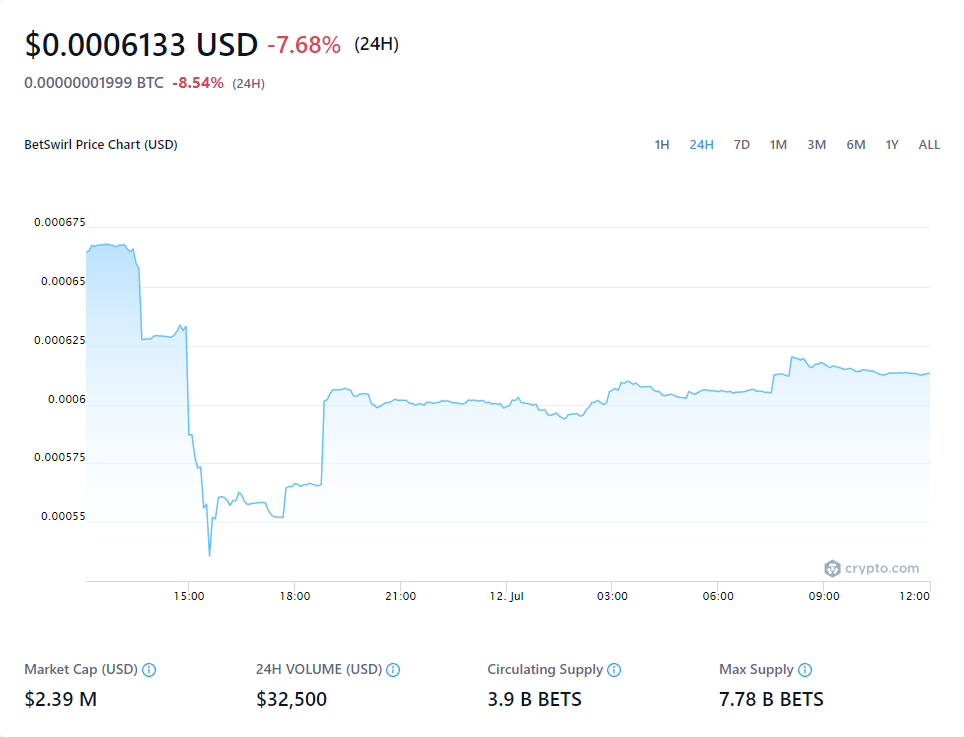 $0.0006133 USD -7.68% (24H)
0.00000001999 BTC -8.54% (24H)
BetSwirl Price Chart (USD) 1H 24H 7D 1M 3M 6M 1Y ALL
0.000675
0.00065
0.000625
0.0006
0.000575
0.00055
crypto.com
15:00 18:00 21:00 12. Jul 03:00 06:00 09:00 12:00
Market Cap (USD) 24H VOLUME (USD) Circulating Supply Max Supply
$2.39 M $32,500 3.9 B BETS 7.78 B BETS